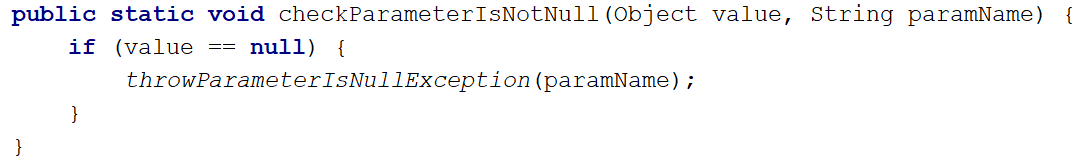 public static void checkParameterIsNotNull(Object value, String paramName) {
    if (value == null) {
        throwParameterIsNullException(paramName);
    }
}